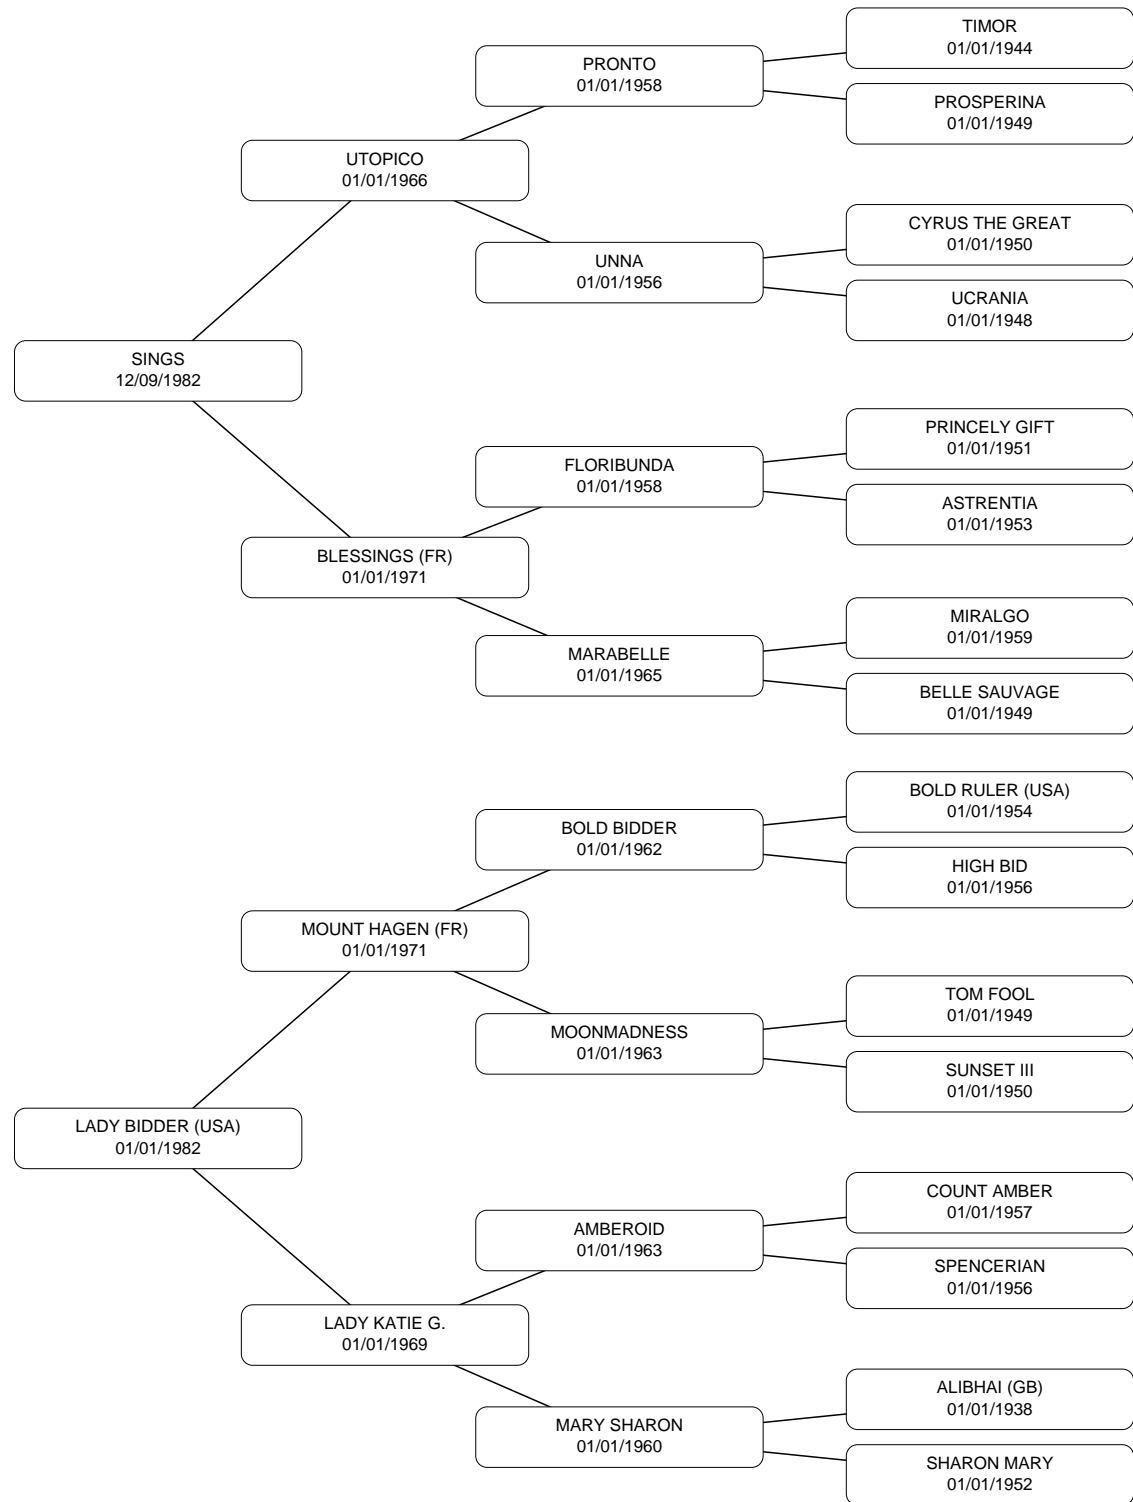 TIMOR
01/01/1944
PRONTO
01/01/1958
PROSPERINA
01/01/1949
UTOPICO
01/01/1966
CYRUS THE GREAT
01/01/1950
UNNA
01/01/1956
UCRANIA
01/01/1948
SINGS
12/09/1982
PRINCELY GIFT
01/01/1951
FLORIBUNDA
01/01/1958
ASTRENTIA
01/01/1953
BLESSINGS (FR)
01/01/1971
MIRALGO
01/01/1959
MARABELLE
01/01/1965
BELLE SAUVAGE
01/01/1949
BOLD RULER (USA)
01/01/1954
BOLD BIDDER
01/01/1962
HIGH BID
01/01/1956
MOUNT HAGEN (FR)
01/01/1971
TOM FOOL
01/01/1949
MOONMADNESS
01/01/1963
SUNSET III
01/01/1950
LADY BIDDER (USA)
01/01/1982
COUNT AMBER
01/01/1957
AMBEROID
01/01/1963
SPENCERIAN
01/01/1956
LADY KATIE G.
01/01/1969
ALIBHAI (GB)
01/01/1938
MARY SHARON
01/01/1960
SHARON MARY
01/01/1952